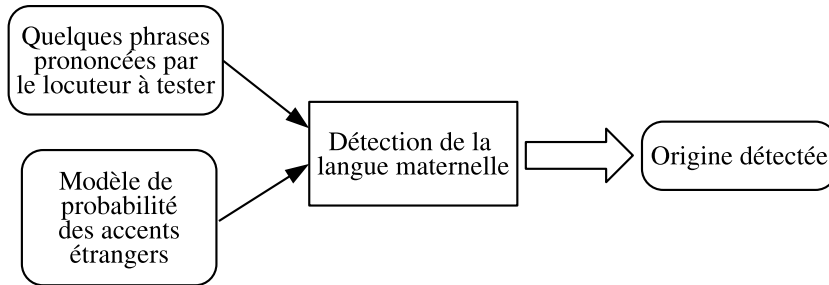 Quelques phrases
prononcées par
le locuteur à tester
Modèle de
probabilité
des accents
étrangers
Détection de la
langue maternelle
Origine détectée